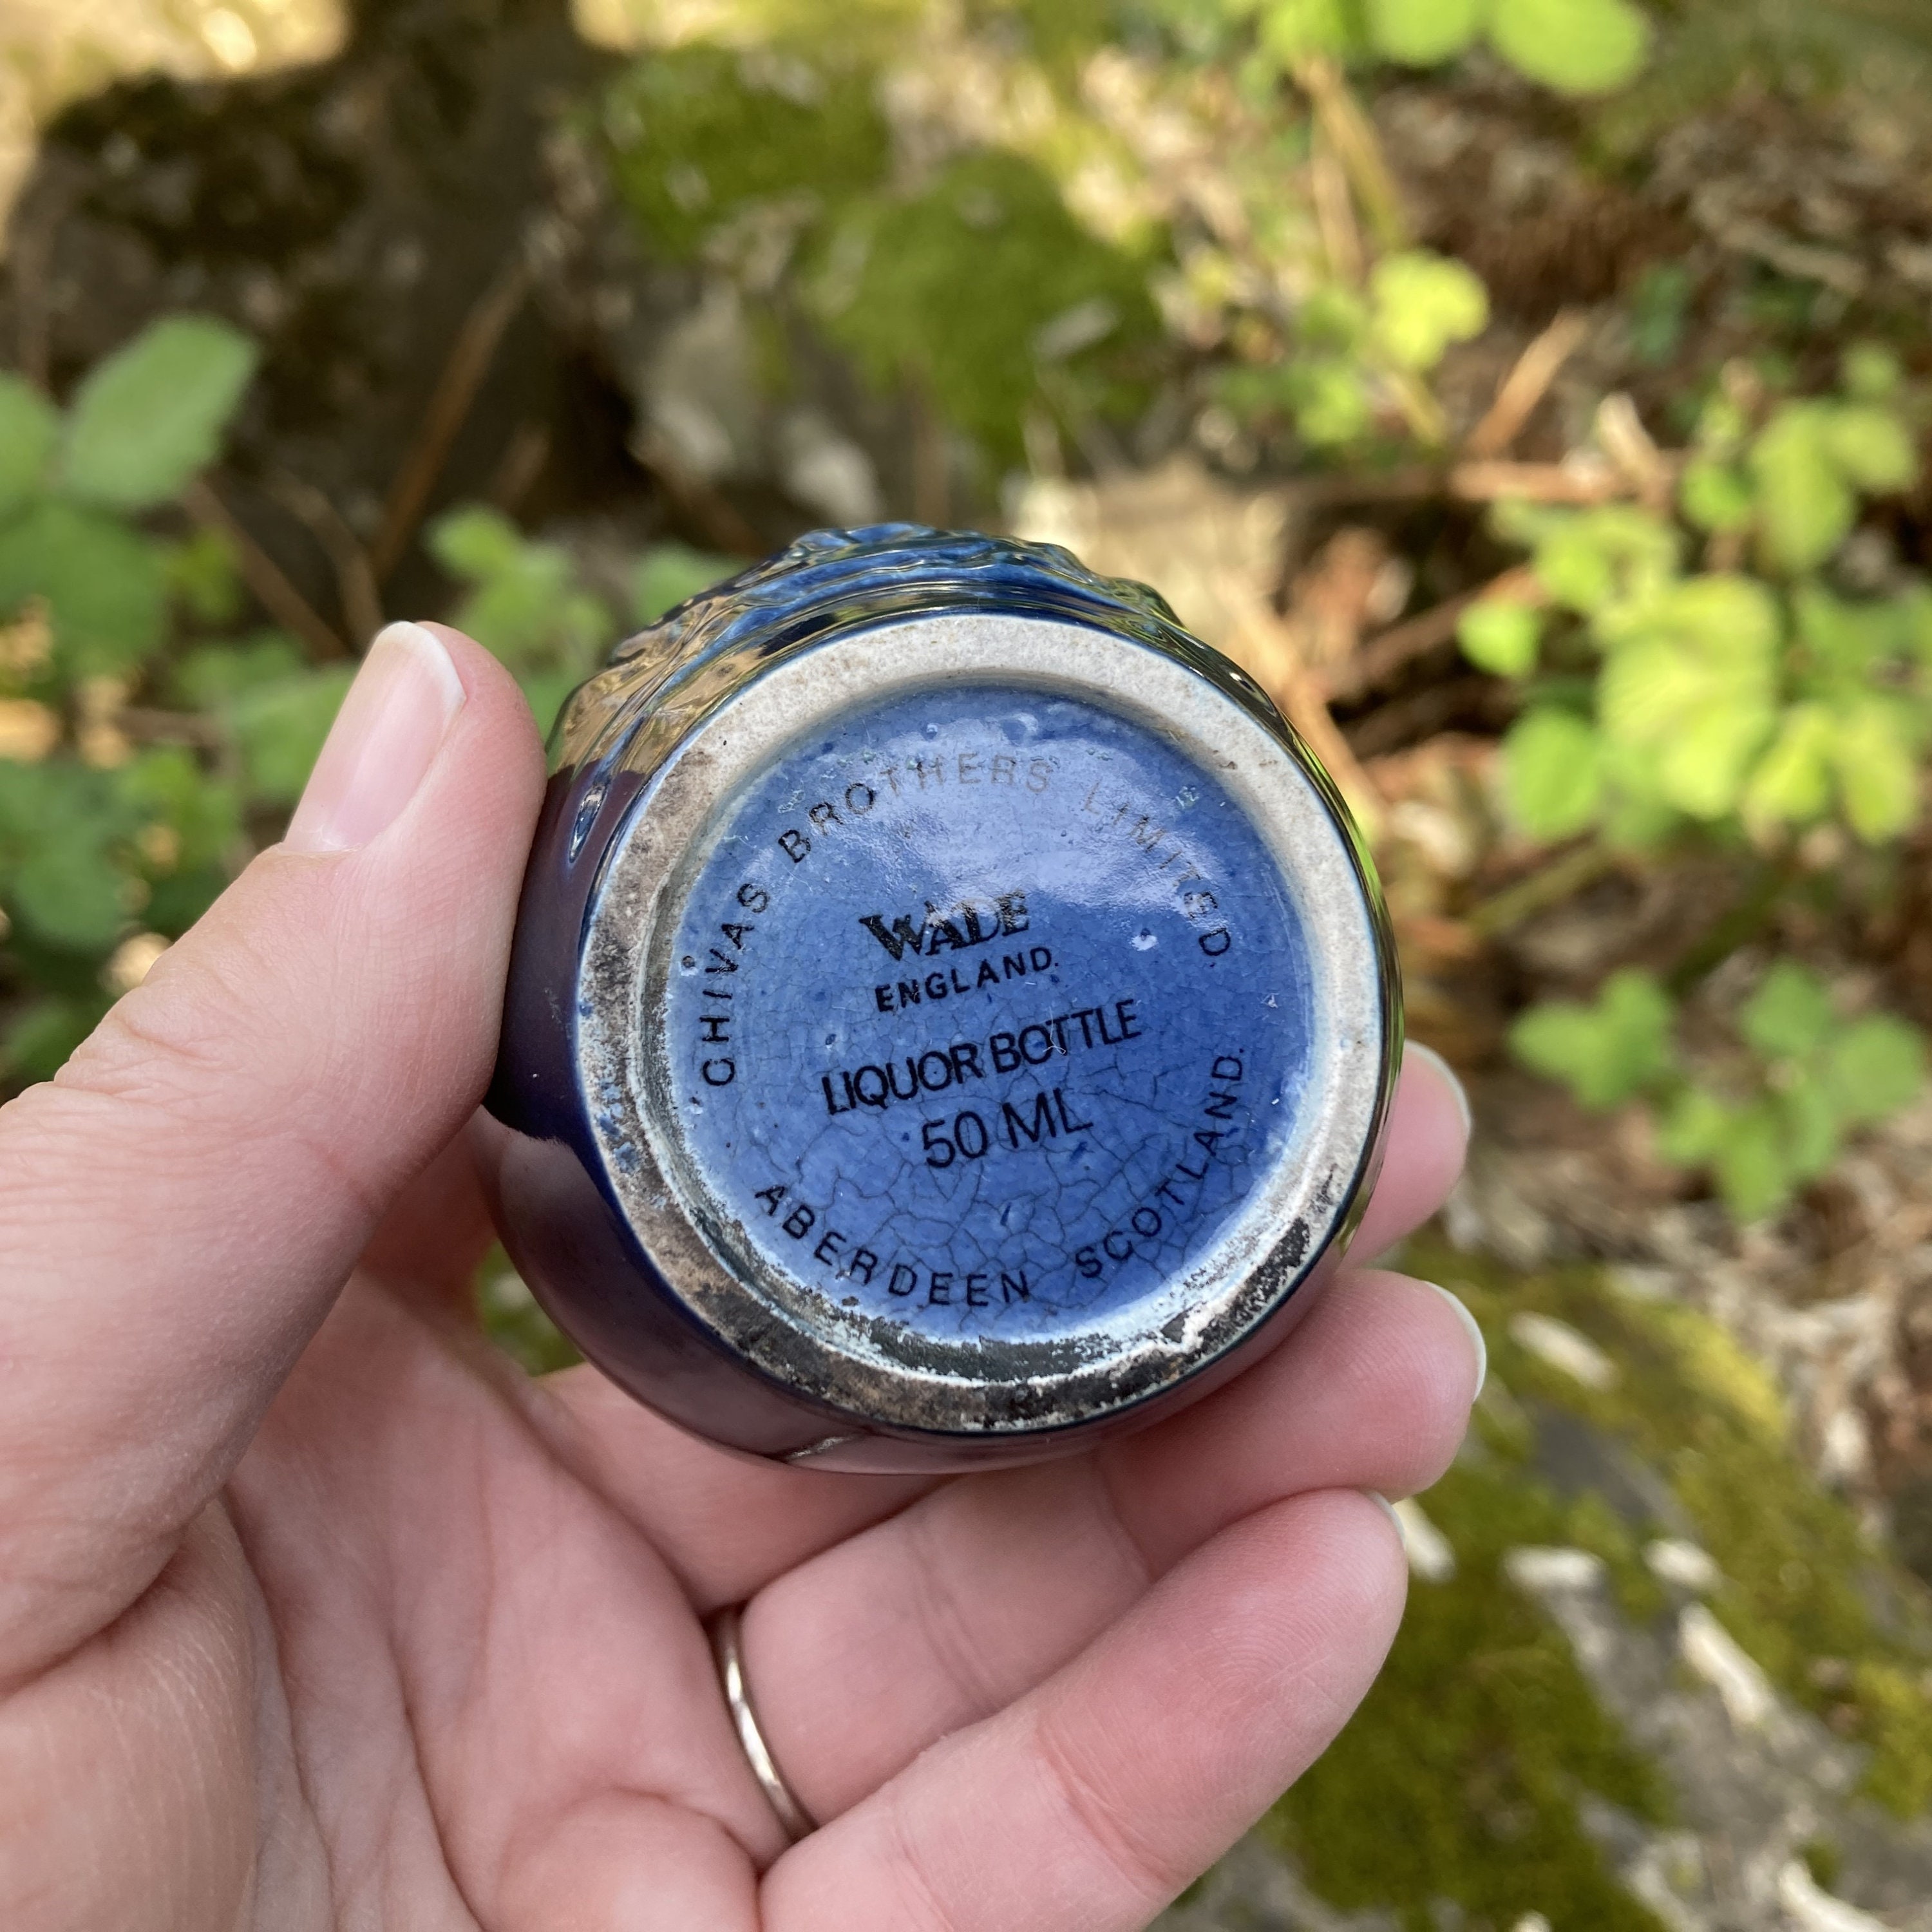 CHIVAS BROTHERS LIMITED
WADE
ENGLAND.
LIQUOR BOTTLE
50 ML
ABERDEEN SCOTLAND.